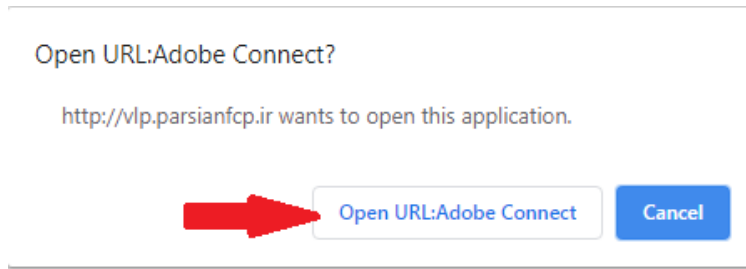 Open URL:Adobe Connect?
http://vlp.parsianfcp.ir wants to open this application.
Open URL:Adobe Connect
Cancel